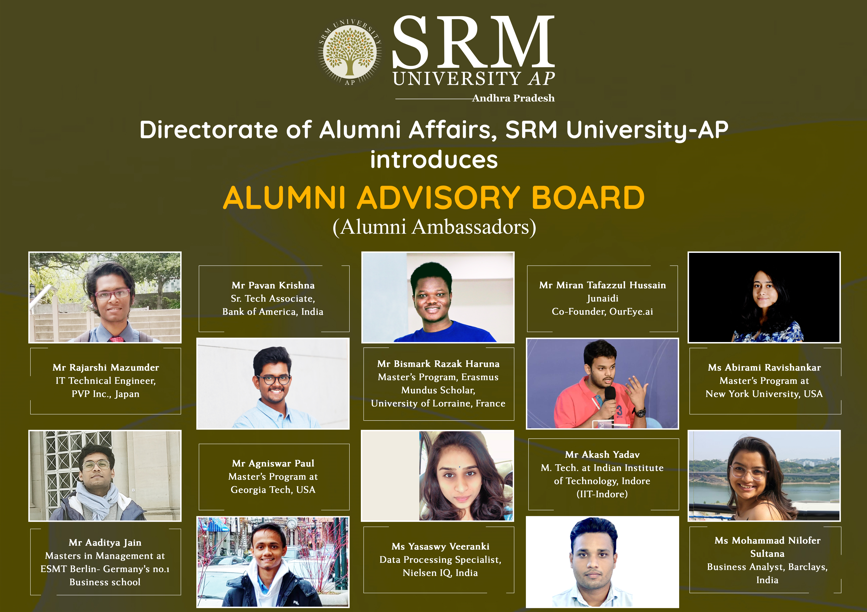 SRM UNIVERSITY
AP
SRM
UNIVERSITY AP
Andhra Pradesh
Directorate of Alumni Affairs, SRM University-AP
introduces
ALUMNI ADVISORY BOARD
(Alumni Ambassadors)
Mr Rajarshi Mazumder
IT Technical Engineer,
PVP Inc., Japan
Mr Pavan Krishna
Sr. Tech Associate,
Bank of America, India
Mr Bismark Razak Haruna
Master's Program, Erasmus
Mundus Scholar,
University of Lorraine, France
Mr Miran Tafazzul Hussain
Junaidi
Co-Founder, OurEye.ai
Ms Abirami Ravishankar
Master's Program at
New York University, USA
Mr Aaditya Jain
Masters in Management at
ESMT Berlin- Germany's no.1
Business school
Mr Agniswar Paul
Master's Program at
Georgia Tech, USA
Ms Yasaswy Veeranki
Data Processing Specialist,
Nielsen IQ, India
Mr Akash Yadav
M. Tech. at Indian Institute
of Technology, Indore
(IIT-Indore)
Ms Mohammad Nilofer
Sultana
Business Analyst, Barclays,
India